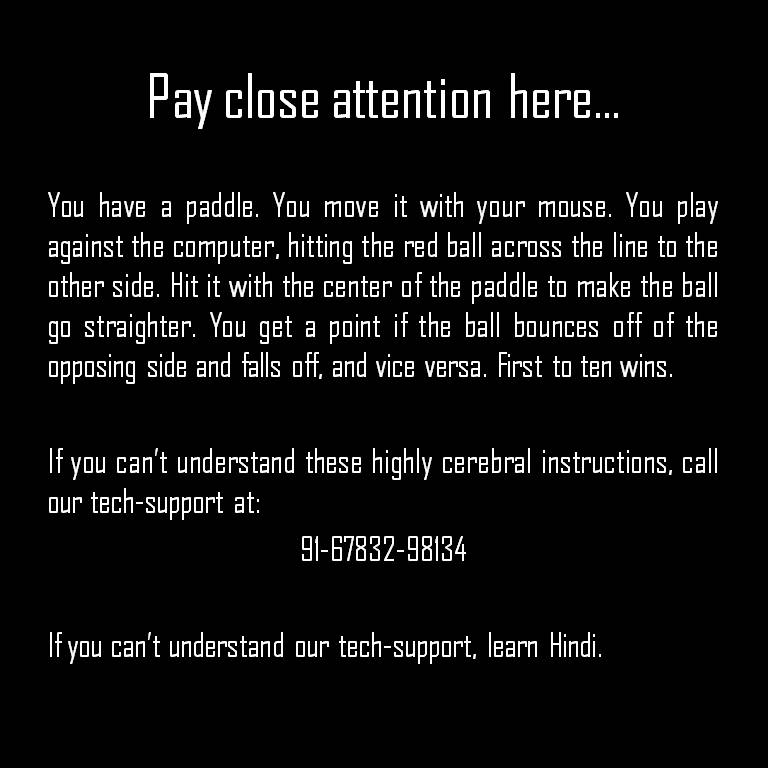 Pay close attention here...
You have a paddle. You move it with your mouse. You play
against the computer, hitting the red ball across the line to the
other side. Hit it with the center of the paddle to make the ball
go straighter. You get a point if the ball bounces off of the
opposing side and falls off, and vice versa. First to ten wins.
If you can't understand these highly cerebral instructions, call
our tech-support at:
91-67832-98134
If you can't understand our tech-support, learn Hindi.